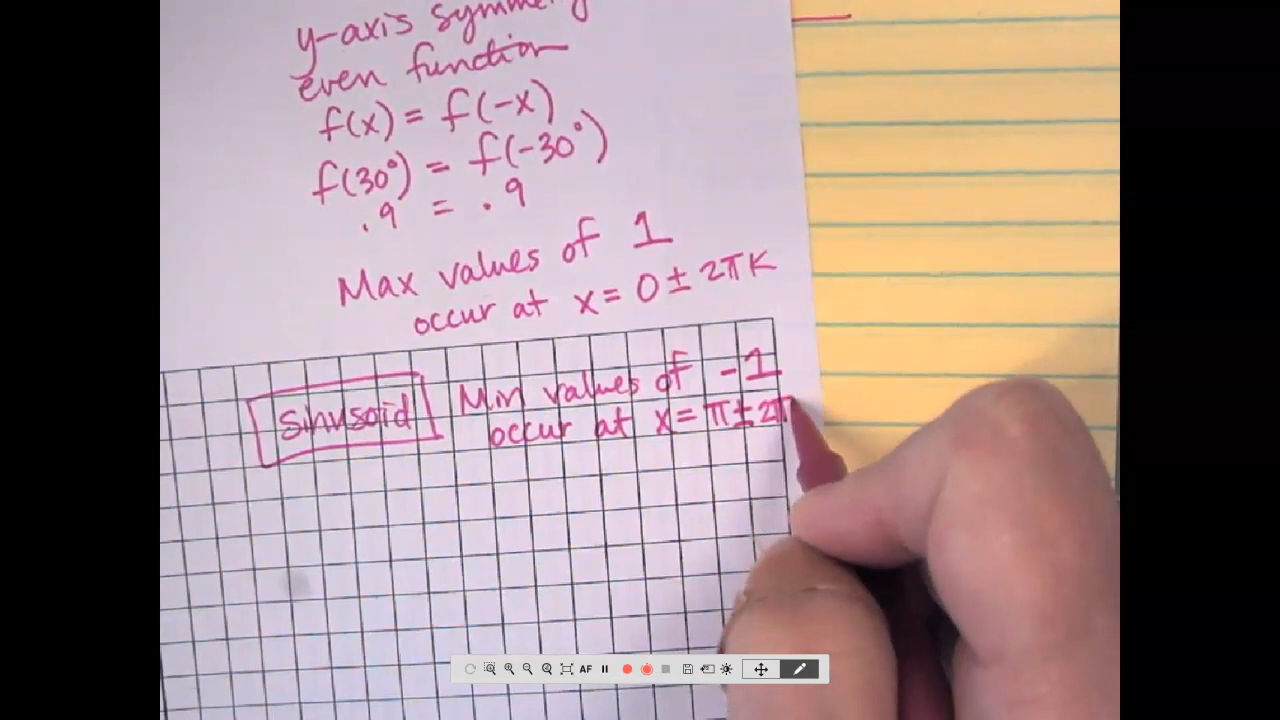 y-axis
even function
f(x) = f(-x)
f(30°) = f(-30°)
.9 = .9
Max values of 1
occur at x = 0 ± 2πK
sinusoid
Min values of -1
occur at x = π ± 2π
AF